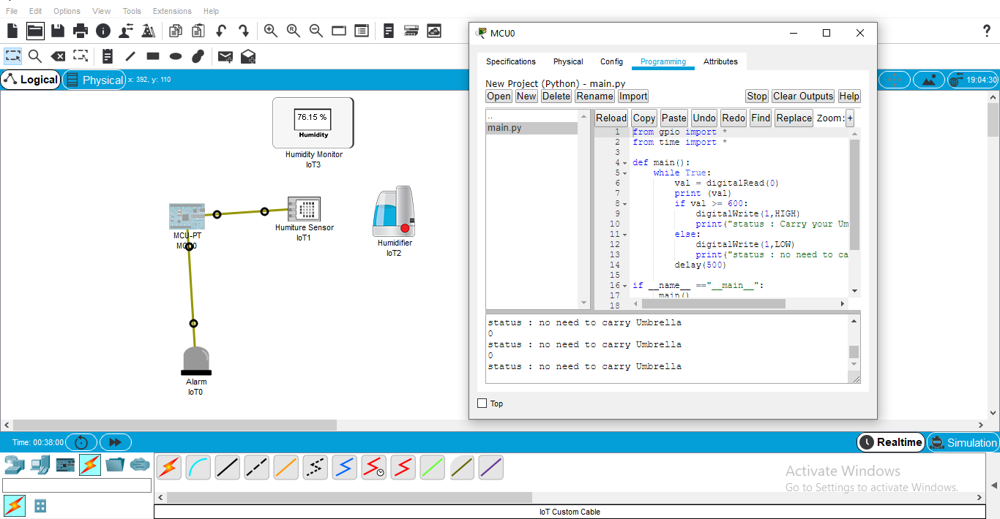 File Edit Options View Tools Extensions Help
MCU0
Specifications Physical Config Programming Attributes
New Project (Python) - main.py
Open New Delete Rename Import Stop Clear Outputs Help
..
main.py
Reload Copy Paste Undo Redo Find Replace Zoom: +
1 from gpio import *
2 from time import *
3
4 def main():
5 while True:
6 val = digitalRead(0)
7 print (val)
8 if val >= 600:
9 digitalWrite(1,HIGH)
10 print("status : Carry your Um
11 else:
12 digitalWrite(1,LOW)
13 print("status : no need to ca
14 delay(500)
15
16 if __name__ =="__main__":
17 main()
18
status : no need to carry Umbrella
0
status : no need to carry Umbrella
0
status : no need to carry Umbrella
Top
Logical Physical x: 392, y: 110
19:04:30
76.15 %
Humidity
Humidity Monitor
IoT3
MCU-PT
Humiture Sensor
IoT1
Humidifier
IoT2
Alarm
IoT0
Time: 00:38:00
Realtime Simulation
Activate Windows
Go to Settings to activate Windows.
IoT Custom Cable